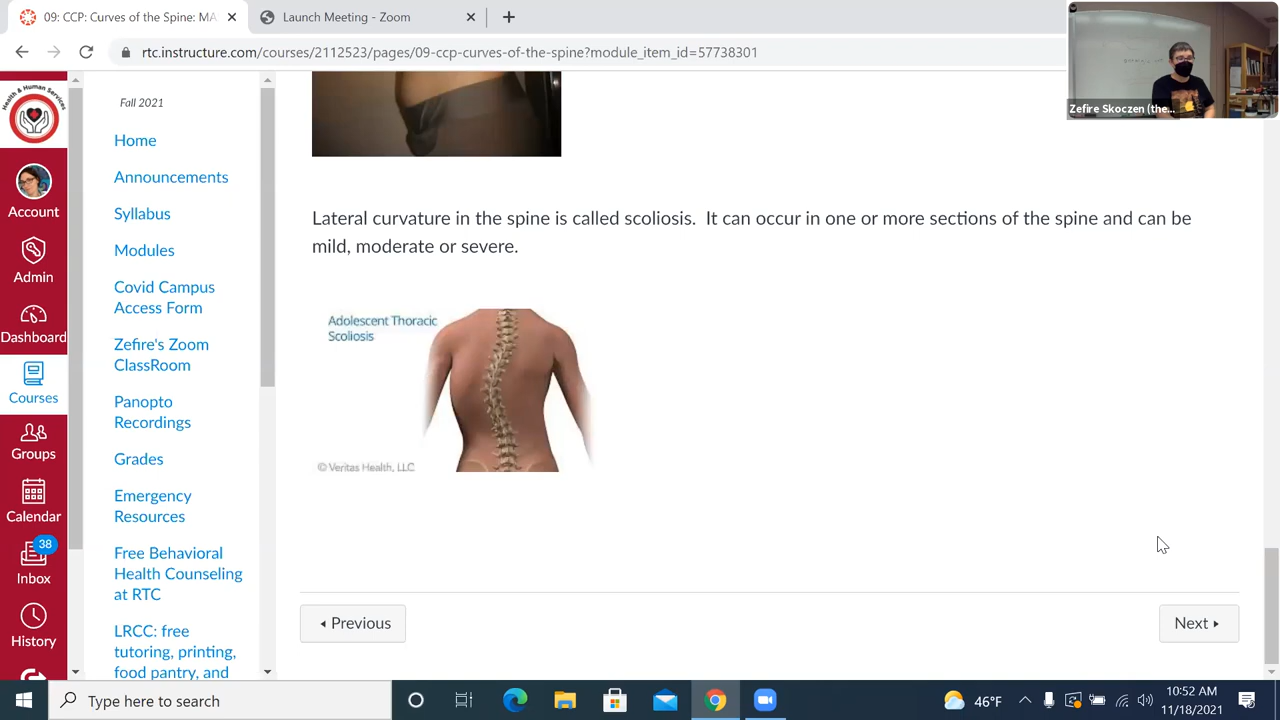 09: CCP: Curves of the Spine: MA
Launch Meeting - Zoom
rtc.instructure.com/courses/2112523/pages/09-ccp-curves-of-the-spine?module_item_id=57738301
Zefire Skoczen (the...
Health & Human Services
Account
Admin
Dashboard
Courses
Groups
Calendar
38
Inbox
History
Fall 2021
Home
Announcements
Syllabus
Modules
Covid Campus
Access Form
Zefire's Zoom
ClassRoom
Panopto
Recordings
Grades
Emergency
Resources
Free Behavioral
Health Counseling
at RTC
LRCC: free
tutoring, printing,
food pantry, and
Lateral curvature in the spine is called scoliosis. It can occur in one or more sections of the spine and can be
mild, moderate or severe.
Adolescent Thoracic
Scoliosis
© Veritas Health, LLC
Previous
Next
Type here to search
46°F
10:52 AM
11/18/2021